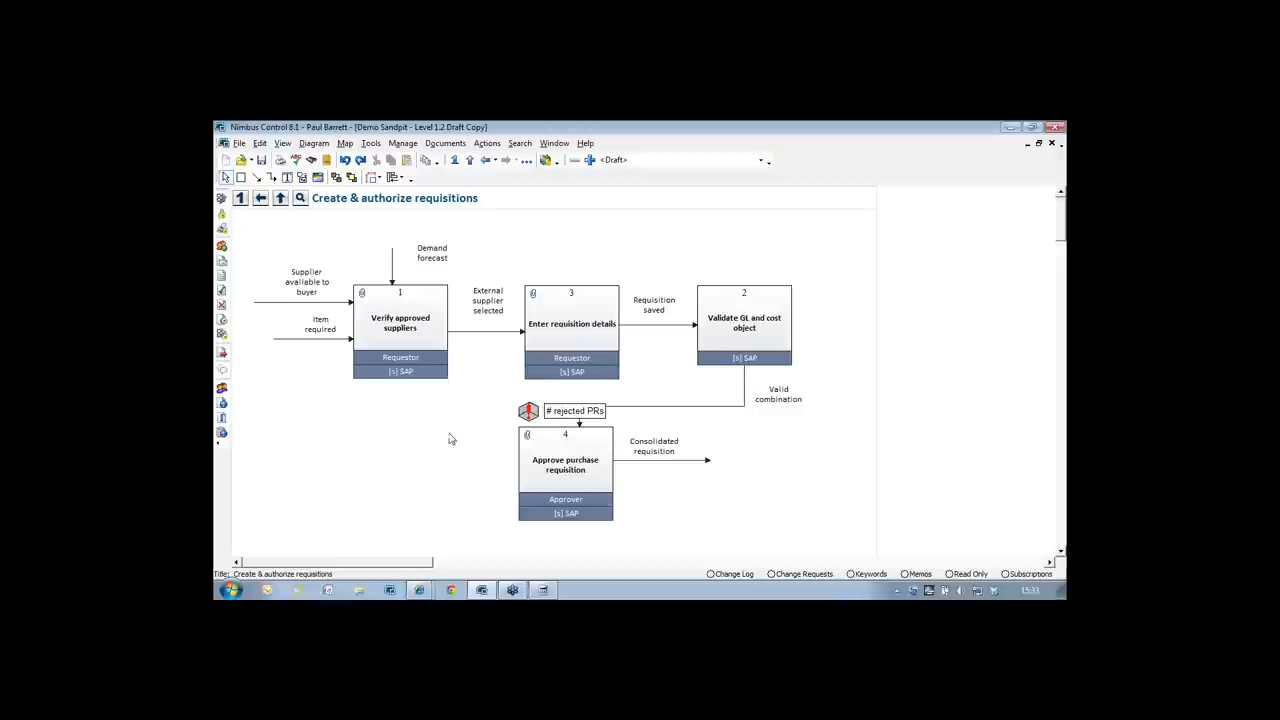 Nimbus Control 8.1 - Paul Barrett - [Demo Sandpit - Level 1.2 Draft Copy]
File Edit View Diagram Map Tools Manage Documents Actions Search Window Help
<Draft>
1 Create & authorize requisitions
Demand
forecast
Supplier
available to
buyer
Item
required
1
Verify approved
suppliers
Requestor
[s] SAP
External
supplier
selected
3
Enter requisition details
Requestor
[s] SAP
Requisition
saved
2
Validate GL and cost
object
[s] SAP
Valid
combination
# rejected PRs
4
Approve purchase
requisition
Approver
[s] SAP
Consolidated
requisition
Title: Create & authorize requisitions
Change Log Change Requests Keywords Memos Read Only Subscriptions
15:33